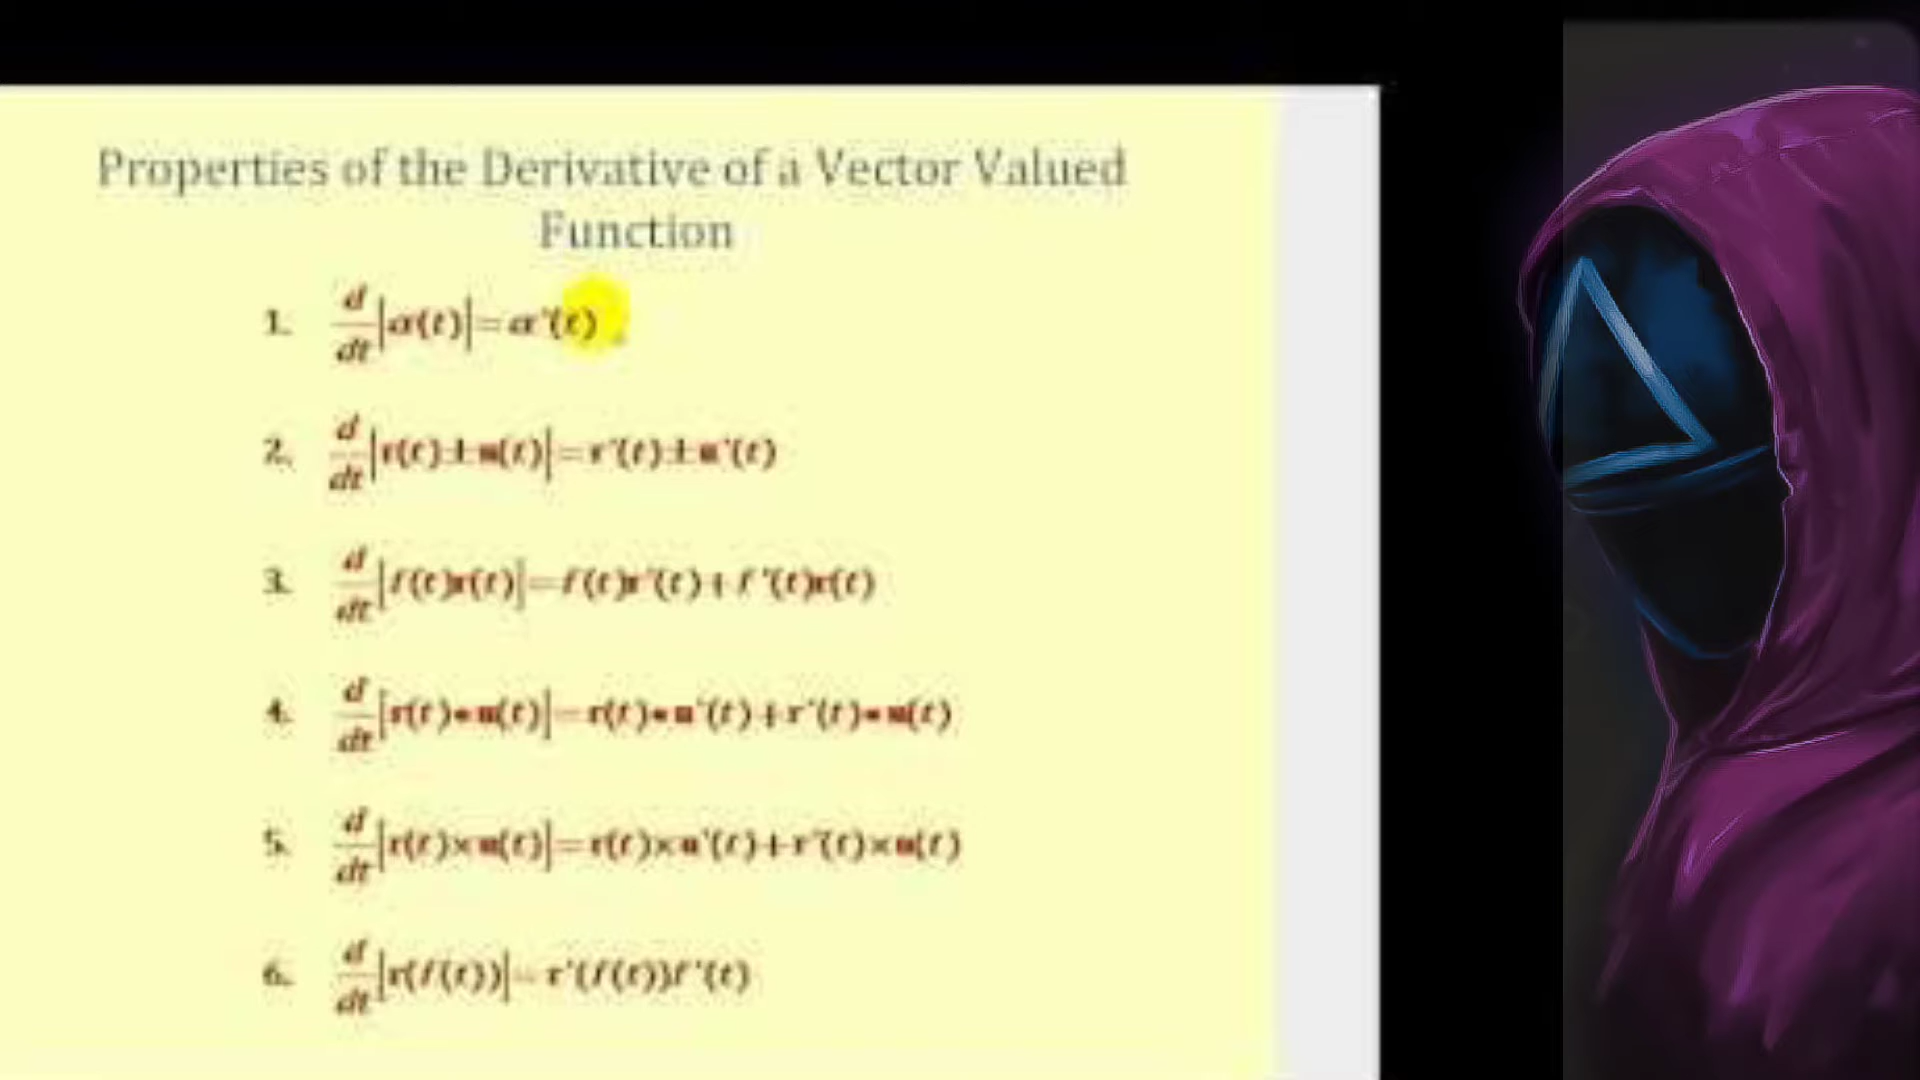 Properties of the Derivative of a Vector Valued
Function
1. d/dt [cr(t)] = cr'(t)
2. d/dt [r(t) ± u(t)] = r'(t) ± u'(t)
3. d/dt [f(t)r(t)] = f(t)r'(t) + f'(t)r(t)
4. d/dt [r(t)•u(t)] = r(t)•u'(t) + r'(t)•u(t)
5. d/dt [r(t)×u(t)] = r(t)×u'(t) + r'(t)×u(t)
6. d/dt [r(f(t))] = r'(f(t))f'(t)